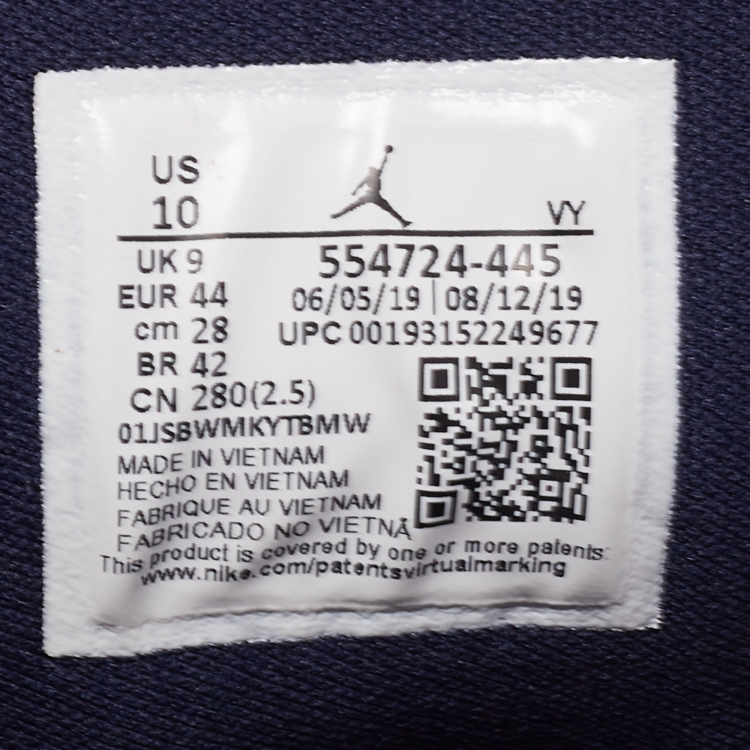 US
10
VY
UK 9
554724-445
EUR 44
06/05/19 | 08/12/19
cm 28
UPC 00193152249677
BR 42
CN 280(2.5)
01JSBWMKYTBMW
MADE IN VIETNAM
HECHO EN VIETNAM
FABRIQUE AU VIETNAM
FABRICADO NO VIETNÃ
This product is covered by one or more patents:
www.nike.com/patentsvirtualmarking